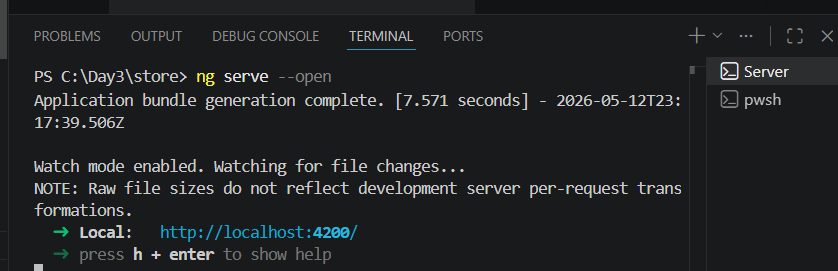 PROBLEMS OUTPUT DEBUG CONSOLE TERMINAL PORTS
PS C:\Day3\store> ng serve --open
Application bundle generation complete. [7.571 seconds] - 2026-05-12T23:
17:39.506Z
Watch mode enabled. Watching for file changes...
NOTE: Raw file sizes do not reflect development server per-request trans
formations.
➜ Local: http://localhost:4200/
➜ press h + enter to show help
Server
pwsh